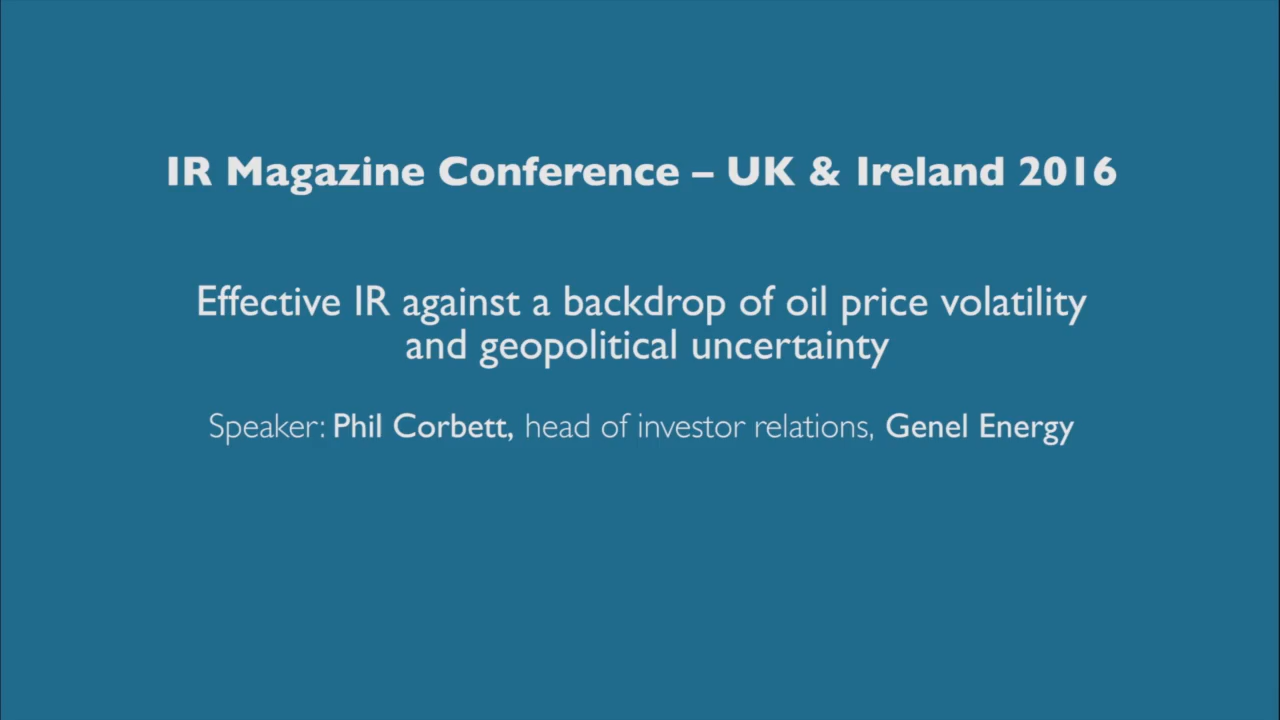 IR Magazine Conference – UK & Ireland 2016
Effective IR against a backdrop of oil price volatility
and geopolitical uncertainty
Speaker: Phil Corbett, head of investor relations, Genel Energy